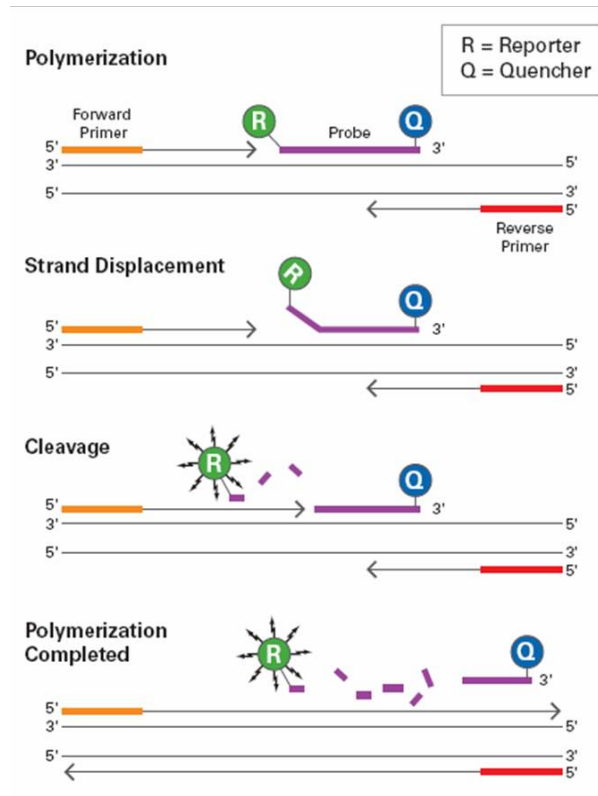 R = Reporter
Q = Quencher
Polymerization
Forward
Primer
R
Probe
Q
5'
3'
3'
5'
5'
3'
5'
Reverse
Primer
Strand Displacement
R
Q
5'
3'
3'
5'
5'
3'
5'
Cleavage
R
Q
5'
3'
3'
5'
5'
3'
5'
Polymerization
Completed
R
Q
3'
5'
3'
5'
5'
3'
5'